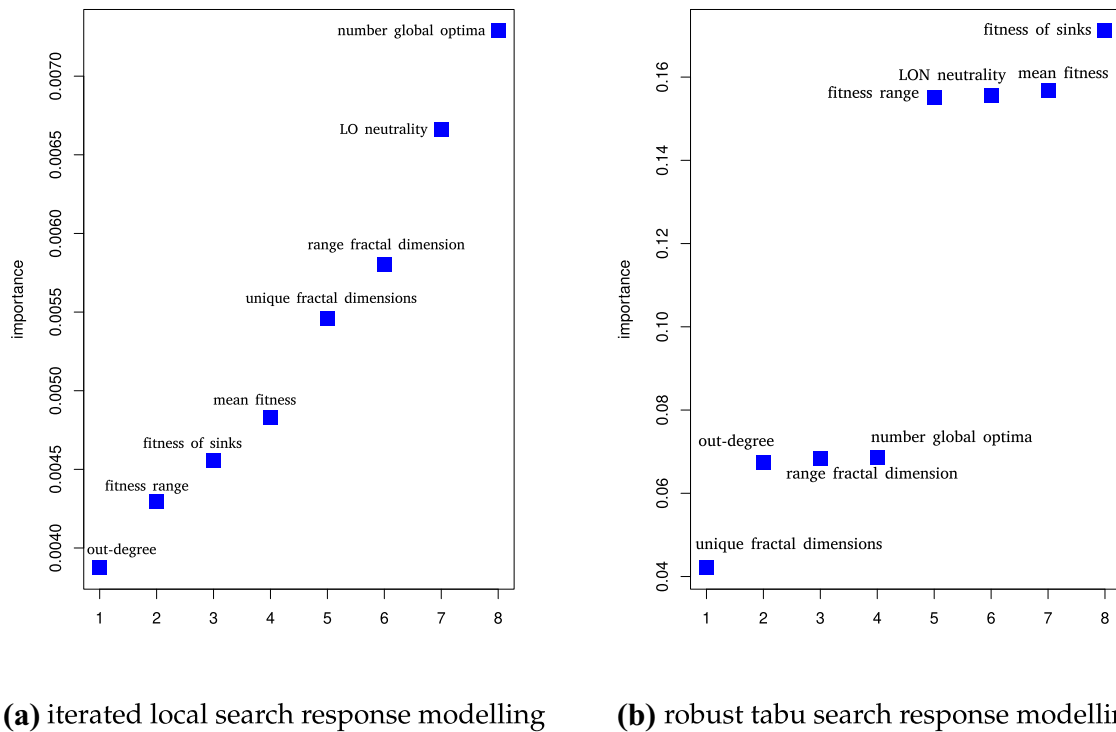 number global optima
0.0070
LO neutrality
0.0065
0.0060
range fractal dimension
importance
unique fractal dimensions
0.0055
0.0050
mean fitness
fitness of sinks
0.0045
fitness range
0.0040
out-degree
1 2 3 4 5 6 7 8
(a) iterated local search response modelling
fitness of sinks
0.16
LON neutrality mean fitness
fitness range
0.14
0.12
importance
0.10
0.08
out-degree
number global optima
range fractal dimension
0.06
unique fractal dimensions
0.04
1 2 3 4 5 6 7 8
(b) robust tabu search response modelli